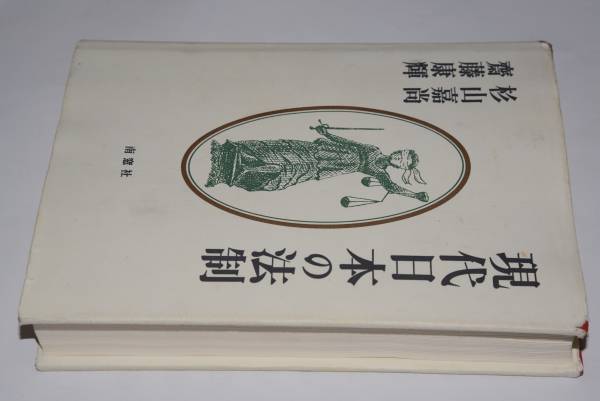 現代日本の法制
杉山嘉尚
齋藤康輝
南窓社